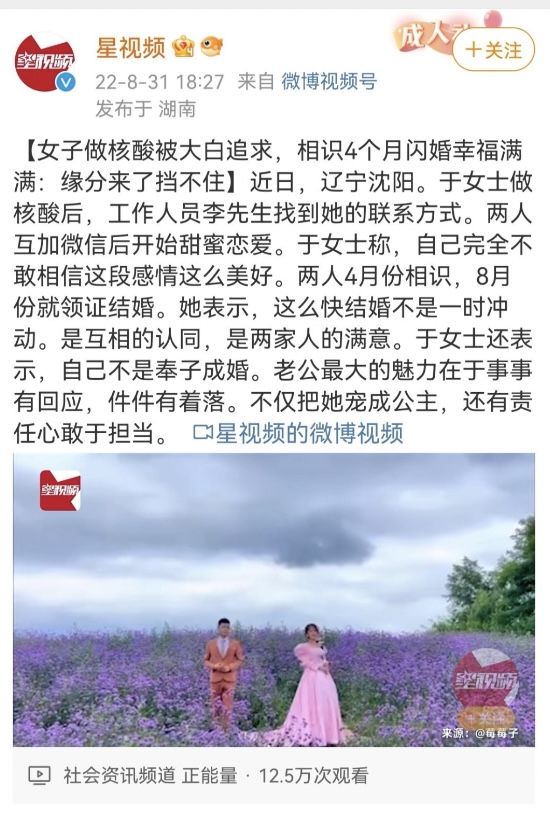 成人
星视频
+关注
22-8-31 18:27 来自 微博视频号
发布于 湖南
【女子做核酸被大白追求，相识4个月闪婚幸福满
满：缘分来了挡不住】近日，辽宁沈阳。于女士做
核酸后，工作人员李先生找到她的联系方式。两人
互加微信后开始甜蜜恋爱。于女士称，自己完全不
敢相信这段感情这么美好。两人4月份相识，8月
份就领证结婚。她表示，这么快结婚不是一时冲
动。是互相的认同，是两家人的满意。于女士还表
示，自己不是奉子成婚。老公最大的魅力在于事事
有回应，件件有着落。不仅把她宠成公主，还有责
任心敢于担当。 星视频的微博视频
星视频
星视频
+关注
来源：@莓莓子
社会资讯频道 正能量 · 12.5万次观看